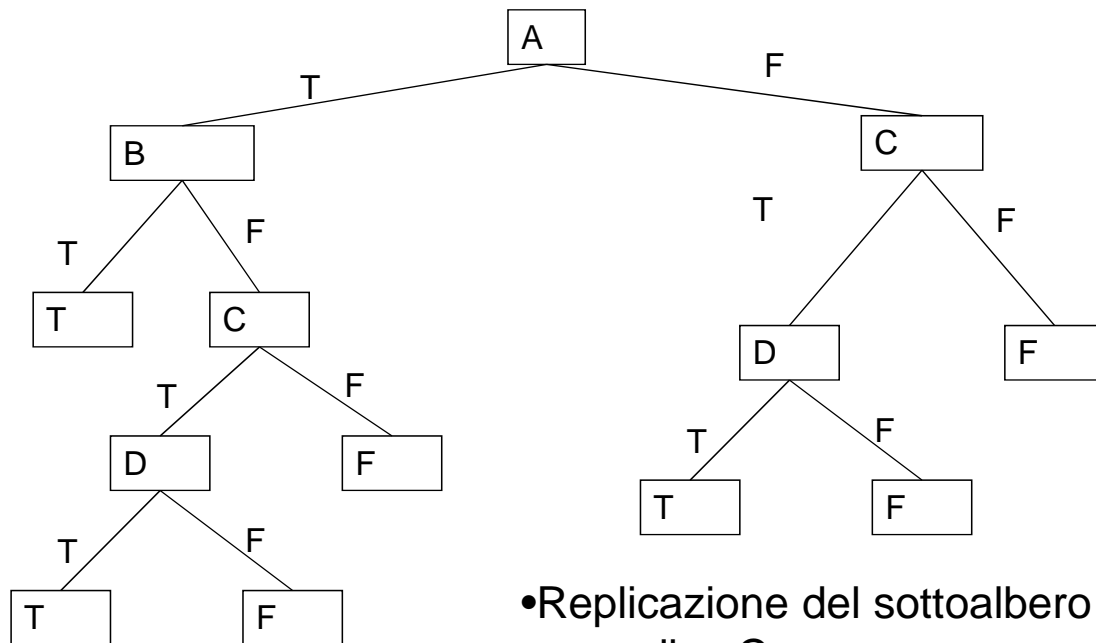 A
T F
B C
T F T F
T C
D F
T F
T F
D F
T F
T F
•Replicazione del sottoalbero
T F